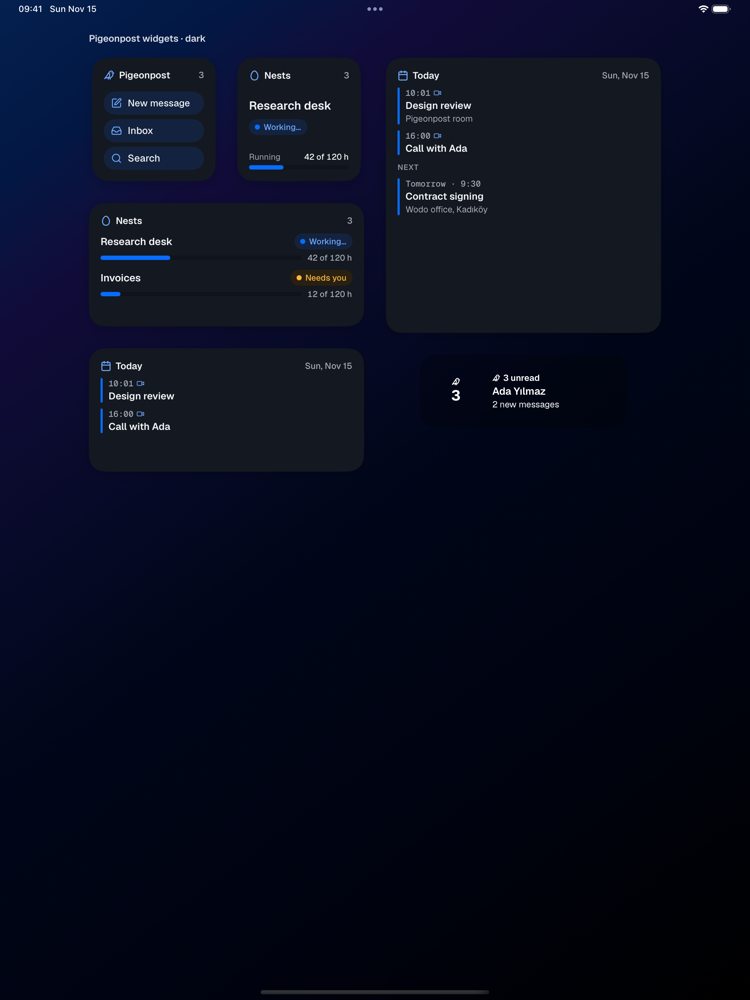 09:41 Sun Nov 15
Pigeonpost widgets · dark
Pigeonpost 3
New message
Inbox
Search
Nests 3
Research desk
Working...
Running 42 of 120 h
Today Sun, Nov 15
10:01
Design review
Pigeonpost room
16:00
Call with Ada
NEXT
Tomorrow · 9:30
Contract signing
Wodo office, Kadıköy
Nests 3
Research desk Working...
42 of 120 h
Invoices Needs you
12 of 120 h
Today Sun, Nov 15
10:01
Design review
16:00
Call with Ada
3
3 unread
Ada Yılmaz
2 new messages